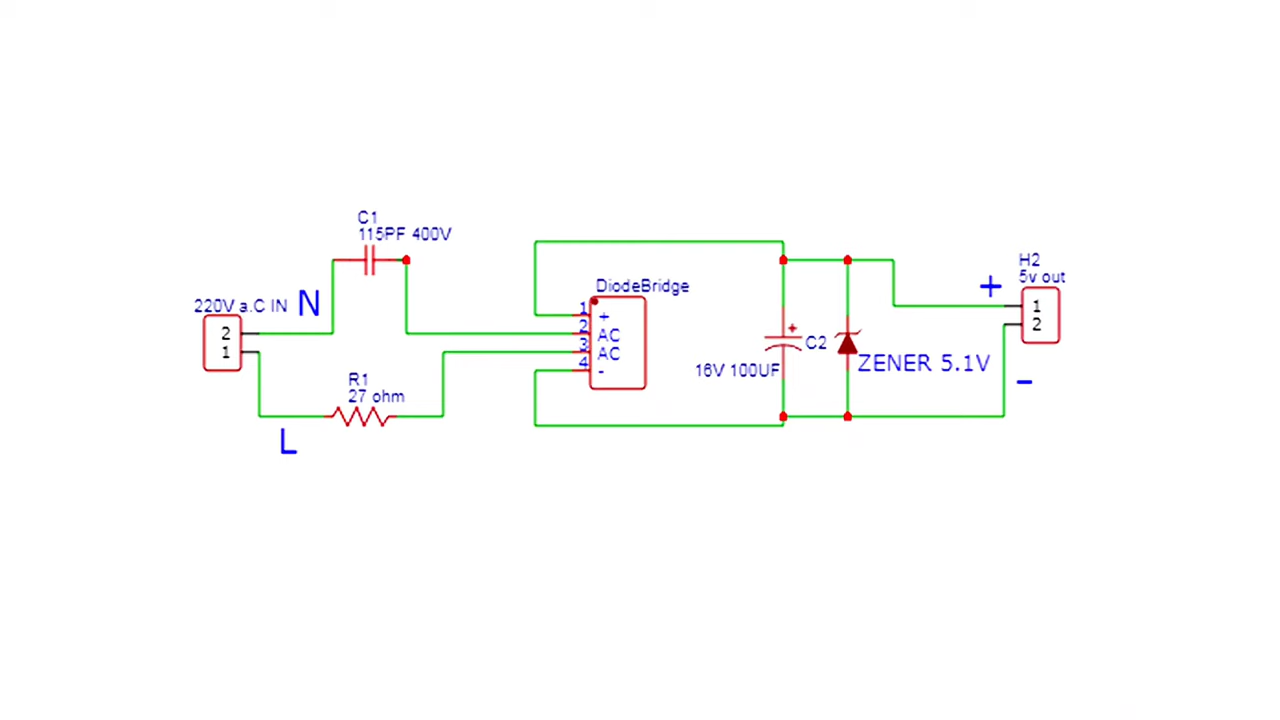 C1
115PF 400V
220V a.C IN
N
2
1
R1
27 ohm
L
DiodeBridge
1
+
2
AC
3
AC
4
-
+
C2
16V 100UF
ZENER 5.1V
H2
5v out
+
1
2
-